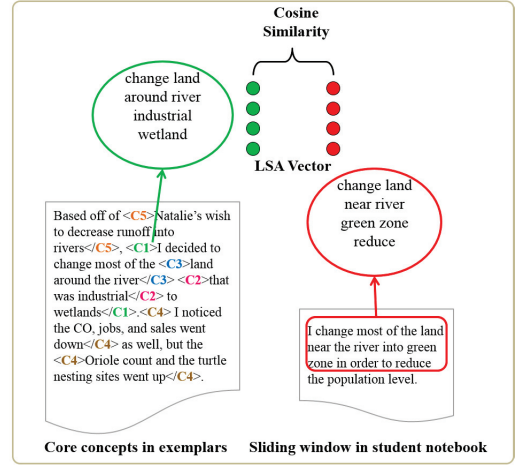 Cosine
Similarity
change land
around river
industrial
wetland
LSA Vector
change land
near river
green zone
reduce
Based off of <C5>Natalie's wish
to decrease runoff into
rivers</C5>, <C1>I decided to
change most of the <C3>land
around the river</C3> <C2>that
was industrial</C2> to
wetlands</C1>.<C4> I noticed
the CO, jobs, and sales went
down</C4> as well, but the
<C4>Oriole count and the turtle
nesting sites went up</C4>.
I change most of the land
near the river into green
zone in order to reduce
the population level.
Core concepts in exemplars
Sliding window in student notebook